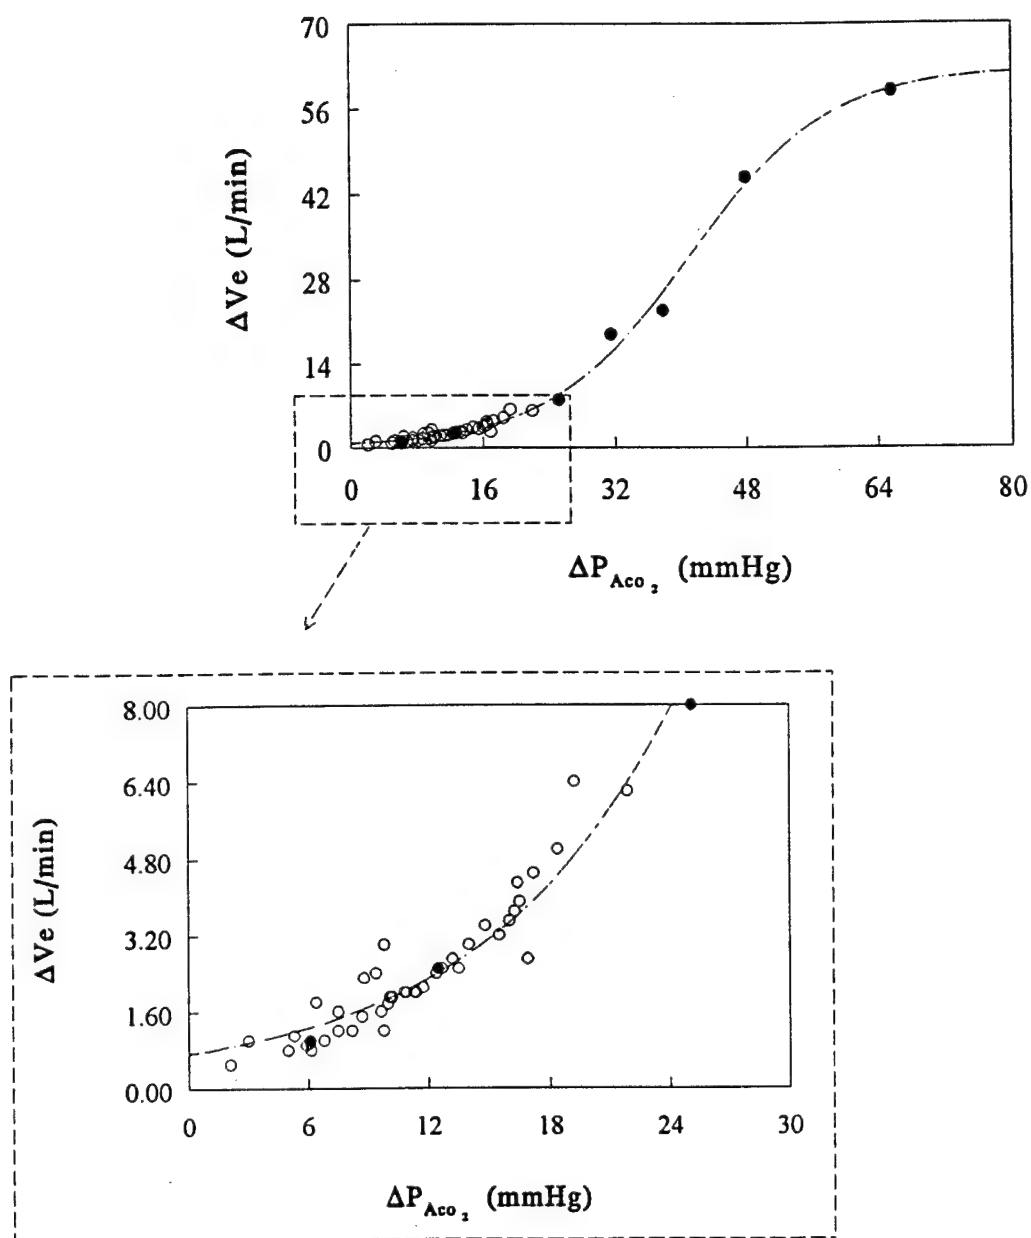 70
56
42
28
14
0
ΔVe (L/min)
0 16 32 48 64 80
ΔP_Aco₂ (mmHg)
8.00
6.40
4.80
3.20
1.60
0.00
ΔVe (L/min)
0 6 12 18 24 30
ΔP_Aco₂ (mmHg)